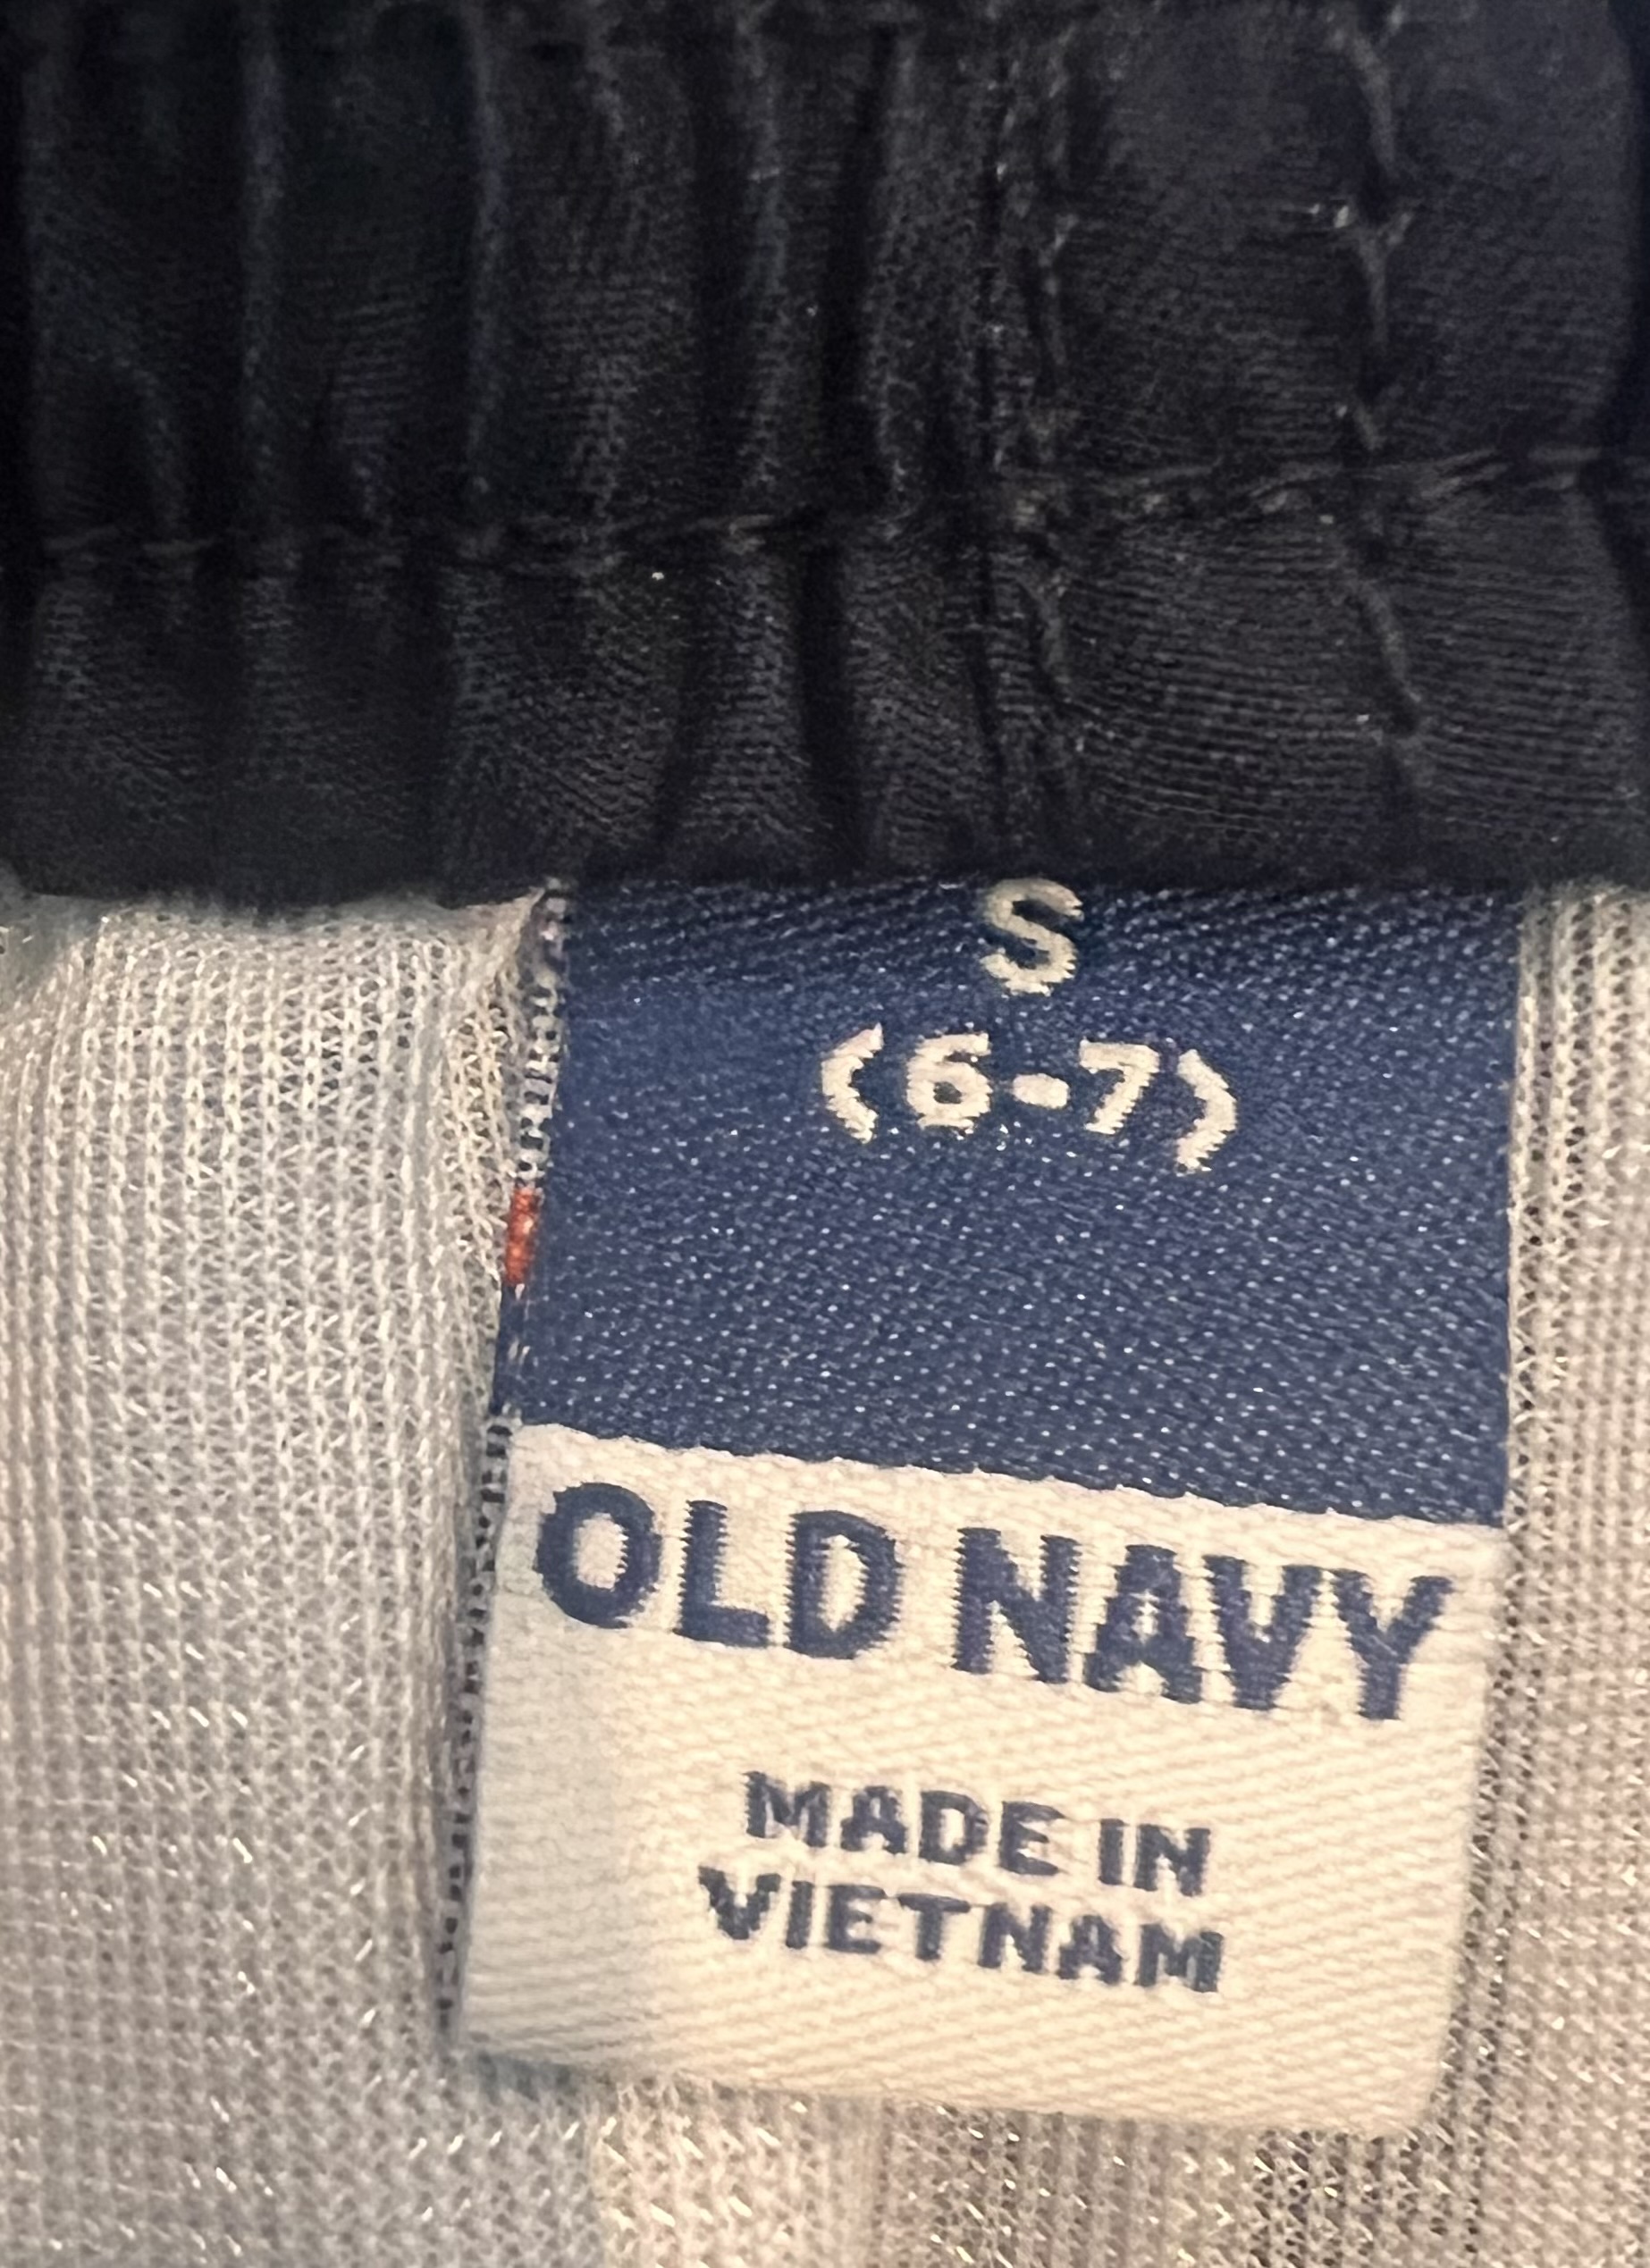 S
(6-7)
OLD NAVY
MADE IN
VIETNAM